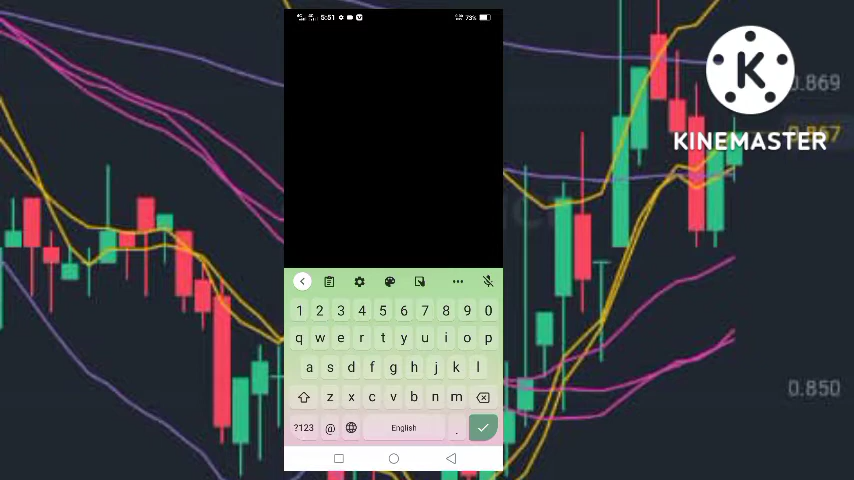 5:51
73%
0.869
KINEMASTER
0.867
1 2 3 4 5 6 7 8 9 0
q w e r t y u i o p
a s d f g h j k l
z x c v b n m
?123 @ English .
0.850